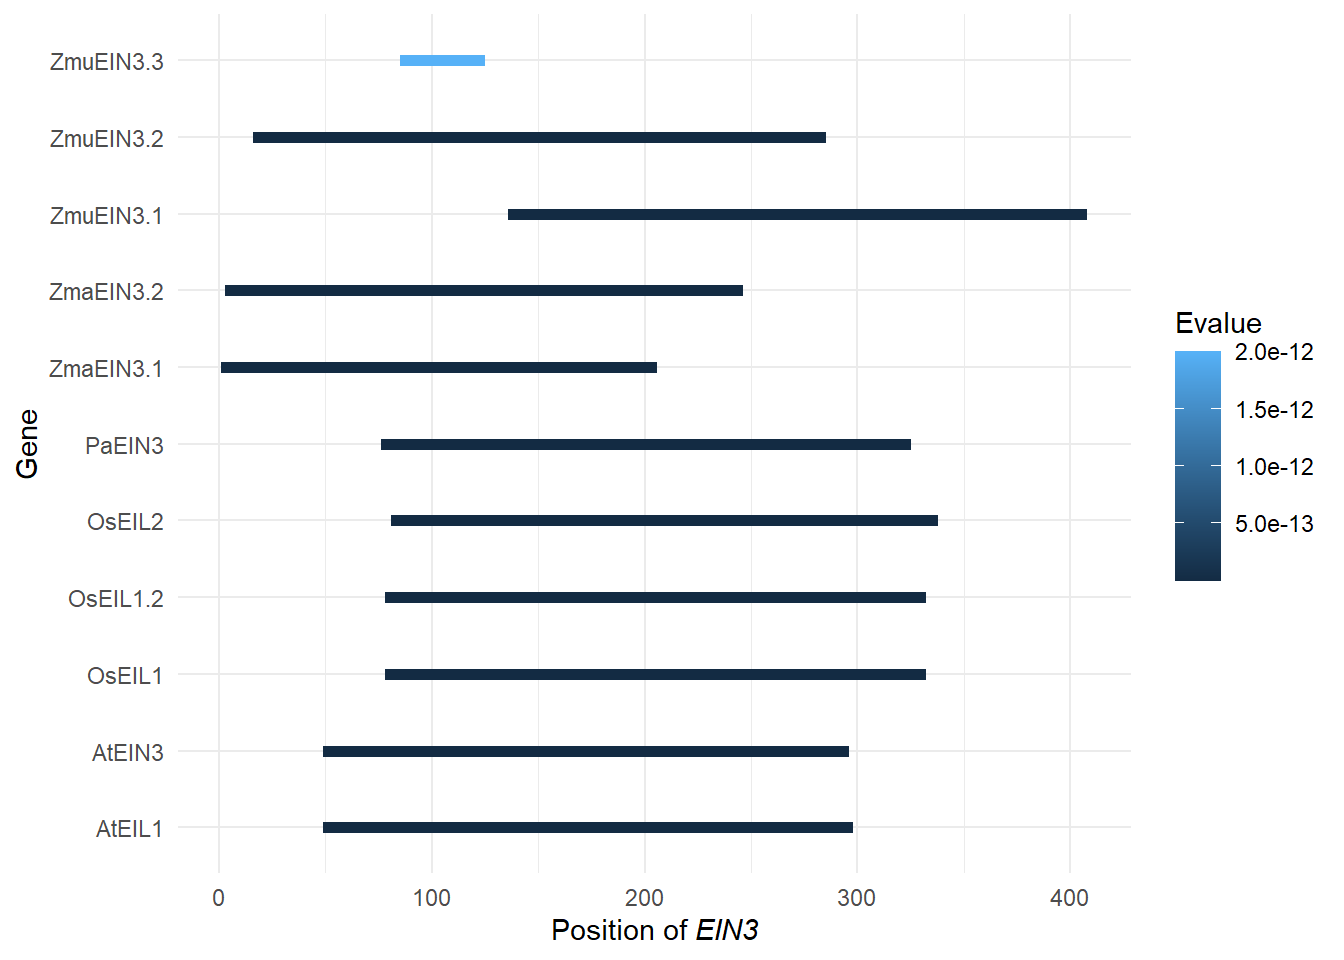 ZmuEIN3.3
ZmuEIN3.2
ZmuEIN3.1
ZmaEIN3.2
ZmaEIN3.1
PaEIN3
OsEIL2
OsEIL1.2
OsEIL1
AtEIN3
AtEIL1
Gene
0 100 200 300 400
Position of EIN3
Evalue
2.0e-12
1.5e-12
1.0e-12
5.0e-13